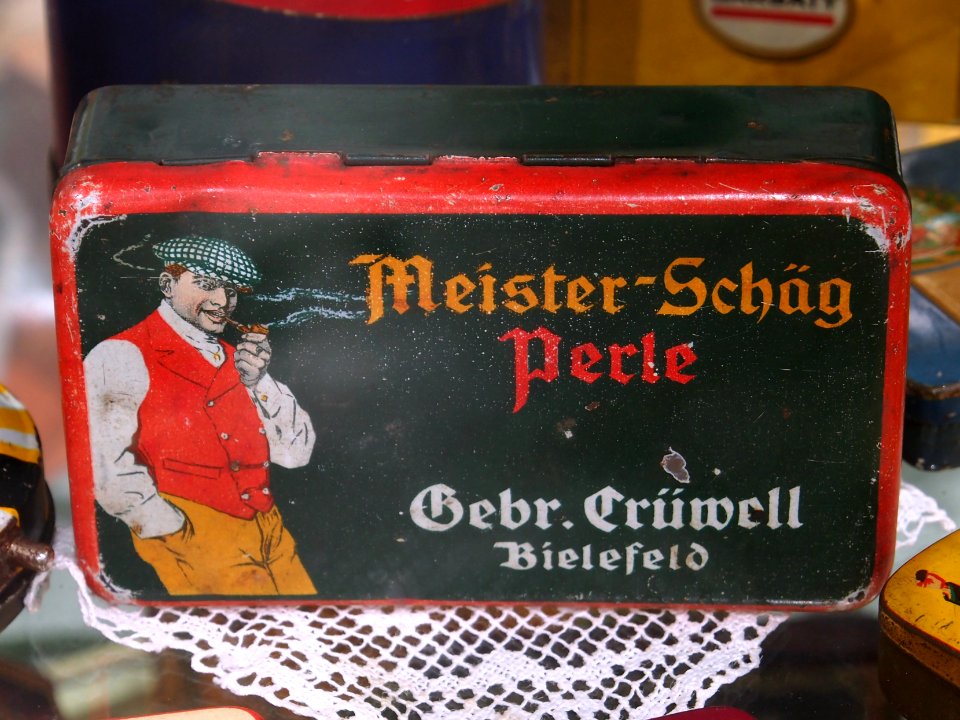 Meister-Schäg
Perle
Gebr. Crüwell
Bielefeld